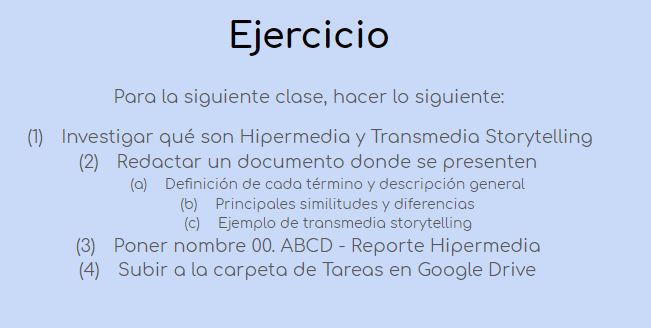 Ejercicio
Para la siguiente clase, hacer lo siguiente:
(1) Investigar qué son Hipermedia y Transmedia Storytelling
(2) Redactar un documento donde se presenten
(a) Definición de cada término y descripción general
(b) Principales similitudes y diferencias
(c) Ejemplo de transmedia storytelling
(3) Poner nombre 00. ABCD - Reporte Hipermedia
(4) Subir a la carpeta de Tareas en Google Drive